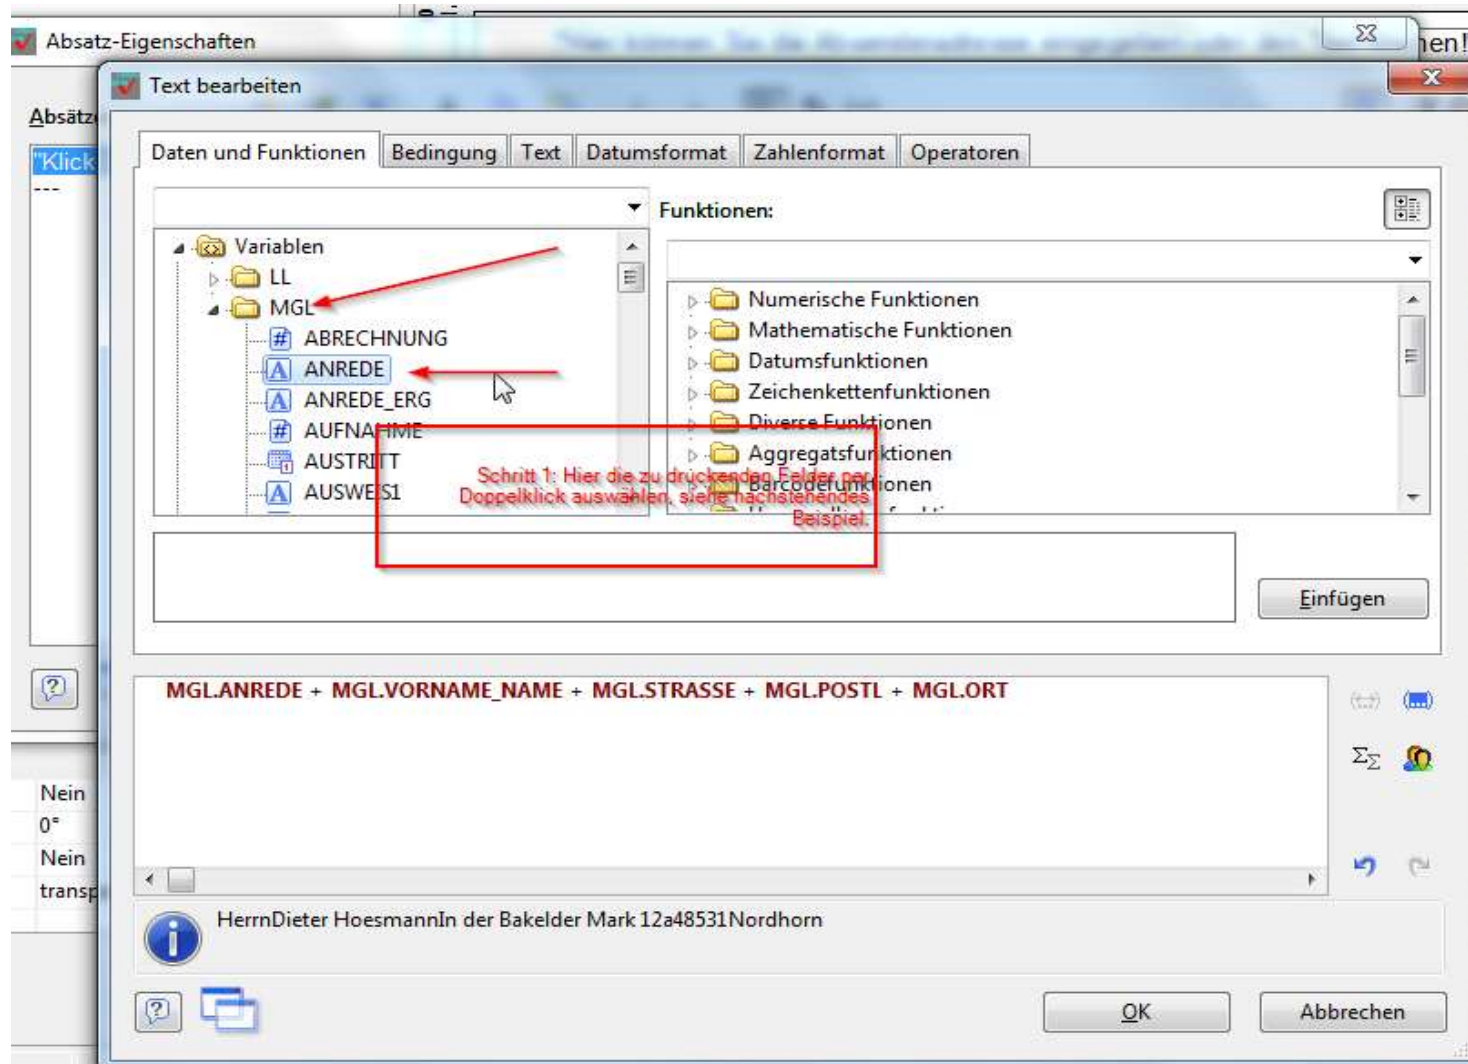 Absatz-Eigenschaften
hen!
Text bearbeiten
Absätz
"Klick
---
Daten und Funktionen Bedingung Text Datumsformat Zahlenformat Operatoren
Funktionen:
Variablen
LL
MGL
ABRECHNUNG
ANREDE
ANREDE_ERG
AUFNAHME
AUSTRITT
AUSWEIS1
Numerische Funktionen
Mathematische Funktionen
Datumsfunktionen
Zeichenkettenfunktionen
Diverse Funktionen
Aggregatsfunktionen
Barcodefunktionen
Schritt 1: Hier die zu druckenden Felder per
Doppelklick auswählen, siehe nachstehendes
Beispiel.
Einfügen
MGL.ANREDE + MGL.VORNAME_NAME + MGL.STRASSE + MGL.POSTL + MGL.ORT
Nein
0°
Nein
transp
HerrnDieter HoesmannIn der Bakelder Mark 12a48531Nordhorn
OK Abbrechen